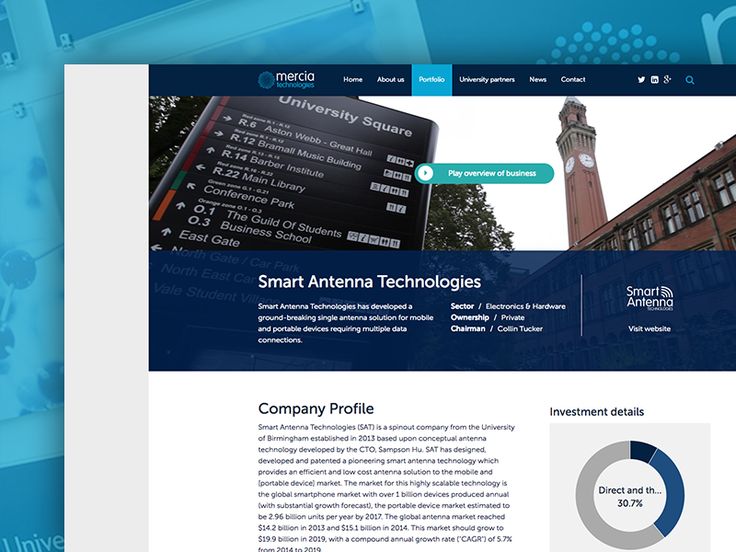 mercia
technologies
Home
About us
Portfolio
University partners
News
Contact
University Square
Red zone R.1 - R.12
R.6 Aston Webb - Great Hall
R.12 Bramall Music Building
R.14 Barber Institute
R.22 Main Library
Green zone G.1 - G.21
Conference Park
Orange zone O.1 - O.3
O.1 The Guild Of Students
O.3 Business School
East Gate
North Gate / Car Park
North East Car
Vale Student Vill
Play overview of business
Smart Antenna Technologies
Smart Antenna Technologies has developed a
ground-breaking single antenna solution for mobile
and portable devices requiring multiple data
connections.
Sector / Electronics & Hardware
Ownership / Private
Chairman / Collin Tucker
Smart
Antenna
TECHNOLOGIES
Visit website
Company Profile
Smart Antenna Technologies (SAT) is a spinout company from the University
of Birmingham established in 2013 based upon conceptual antenna
technology developed by the CTO, Sampson Hu. SAT has designed,
developed and patented a pioneering smart antenna technology which
provides an efficient and low cost antenna solution to the mobile and
[portable device] market. The market for this highly scalable technology is
the global smartphone market with over 1 billion devices produced annual
(with substantial growth forecast), the portable device market estimated to
be 2.96 billion units per year by 2017. The global antenna market reached
$14.2 billion in 2013 and $15.1 billion in 2014. This market should grow to
$19.9 billion in 2019, with a compound annual growth rate ("CAGR") of 5.7%
from 2014 to 2019.
Investment details
Direct and th...
30.7%